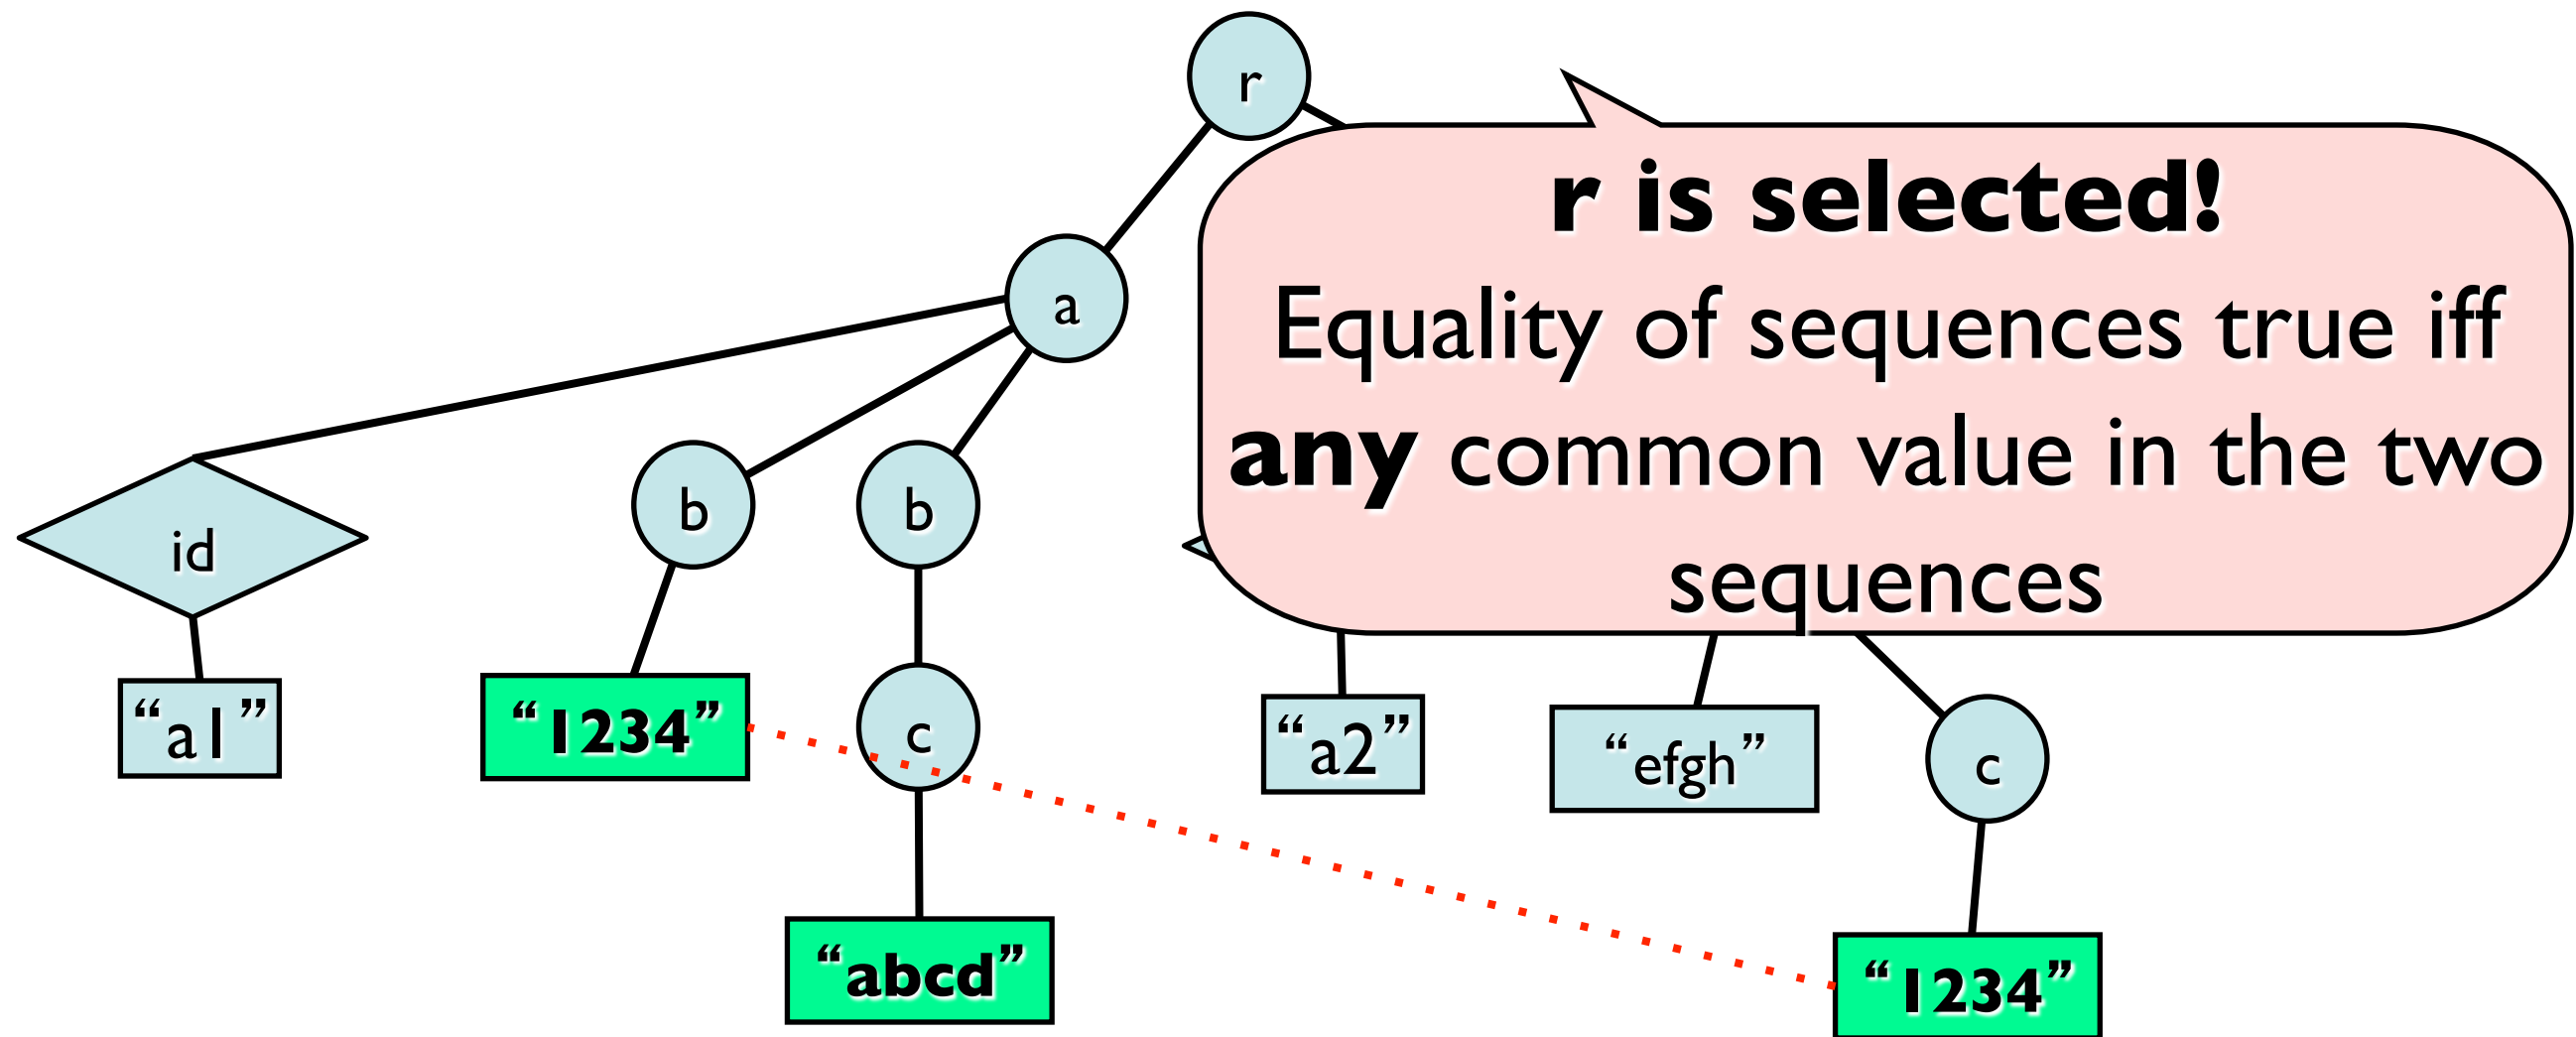 r
r is selected!
Equality of sequences true iff
any common value in the two
sequences
a
b
b
id
“a1”
“1234”
c
“a2”
“efgh”
c
“abcd”
“1234”